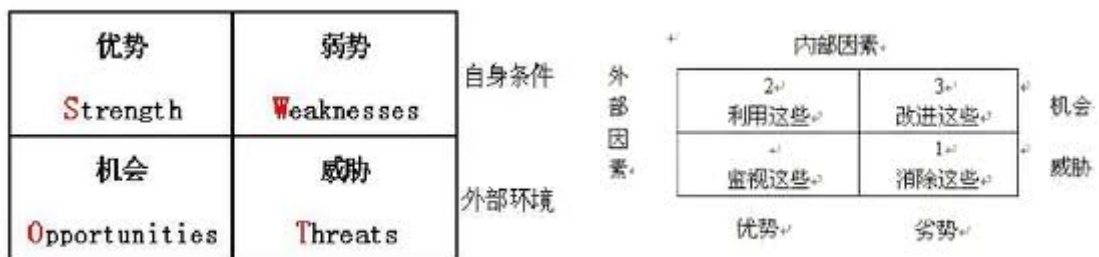 优势
Strength
弱势
Weaknesses
自身条件
机会
Opportunities
威胁
Threats
外部环境
内部因素
外部因素
2
利用这些
3
改进这些
机会
监视这些
1
消除这些
威胁
优势
劣势